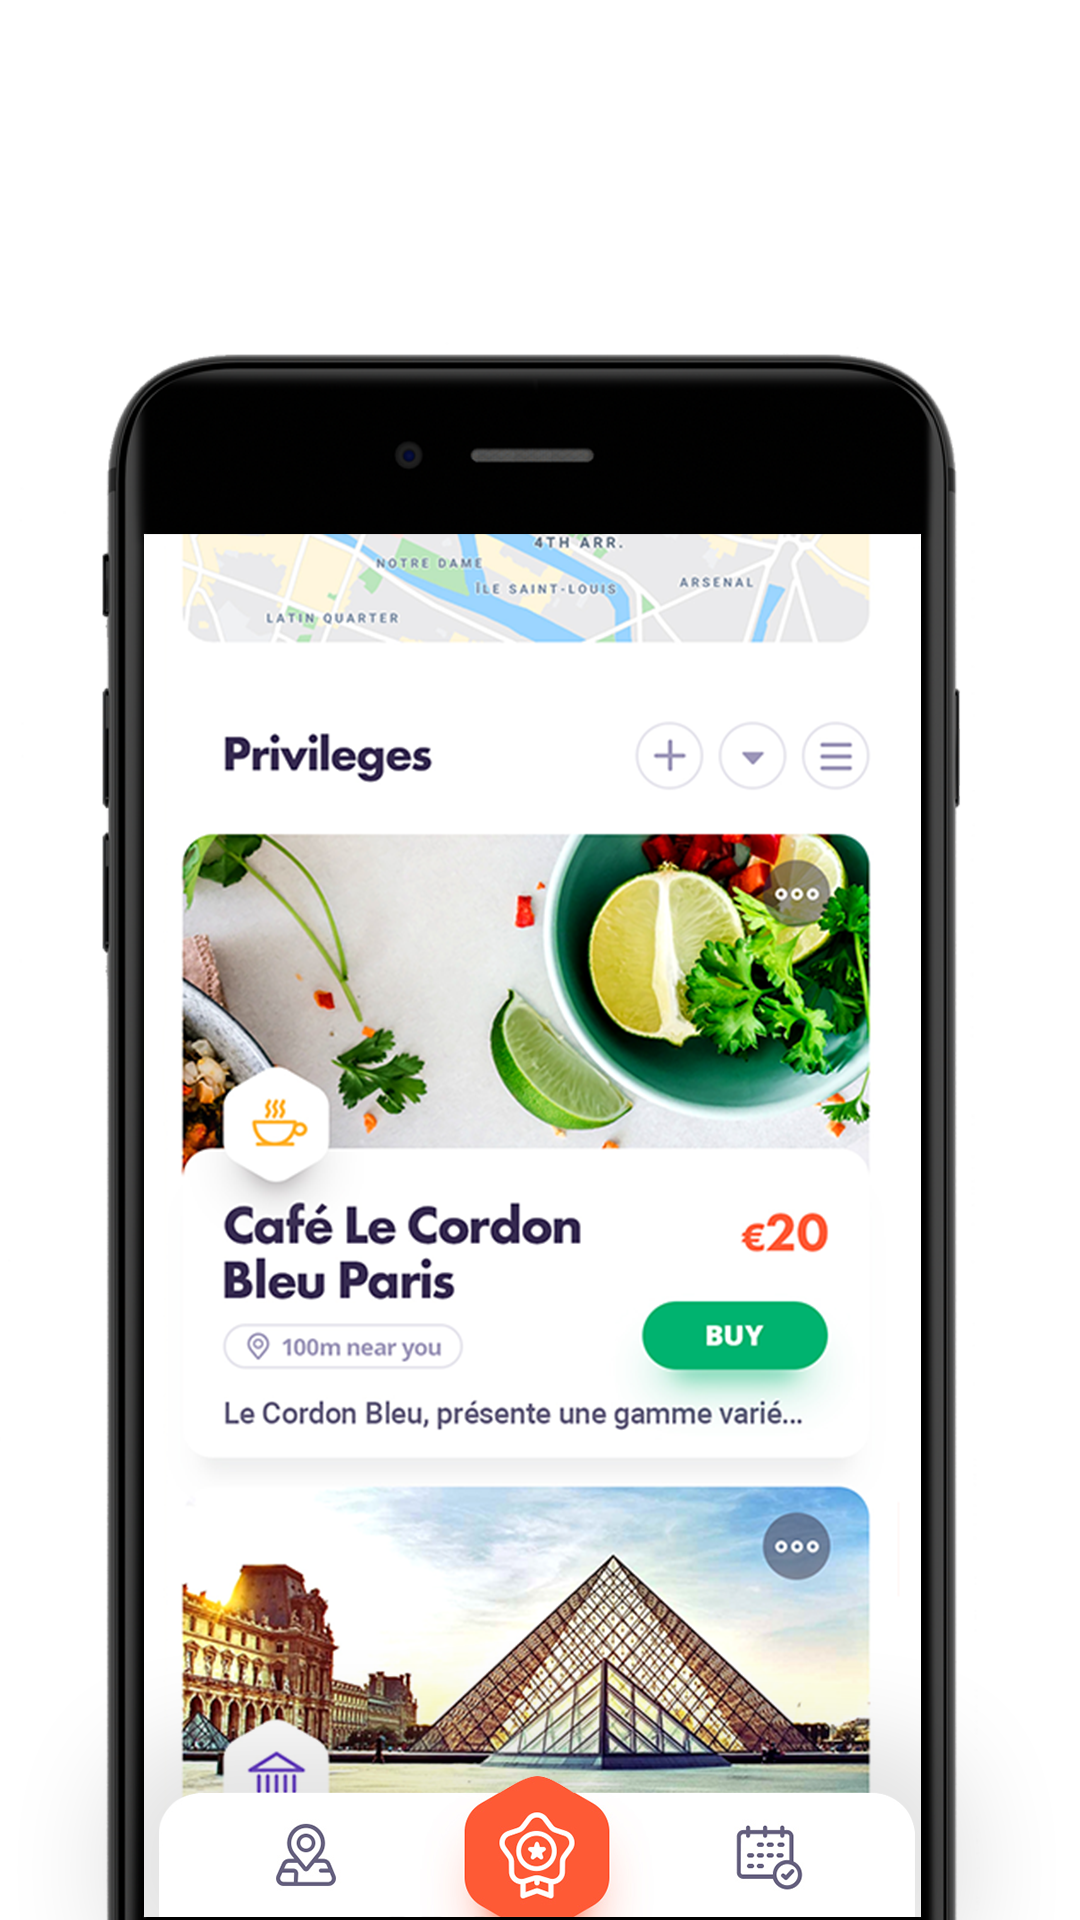 4TH ARR.
NOTRE DAME
ÎLE SAINT-LOUIS
ARSENAL
LATIN QUARTER
Privileges
Café Le Cordon
Bleu Paris
€20
100m near you
BUY
Le Cordon Bleu, présente une gamme varié...